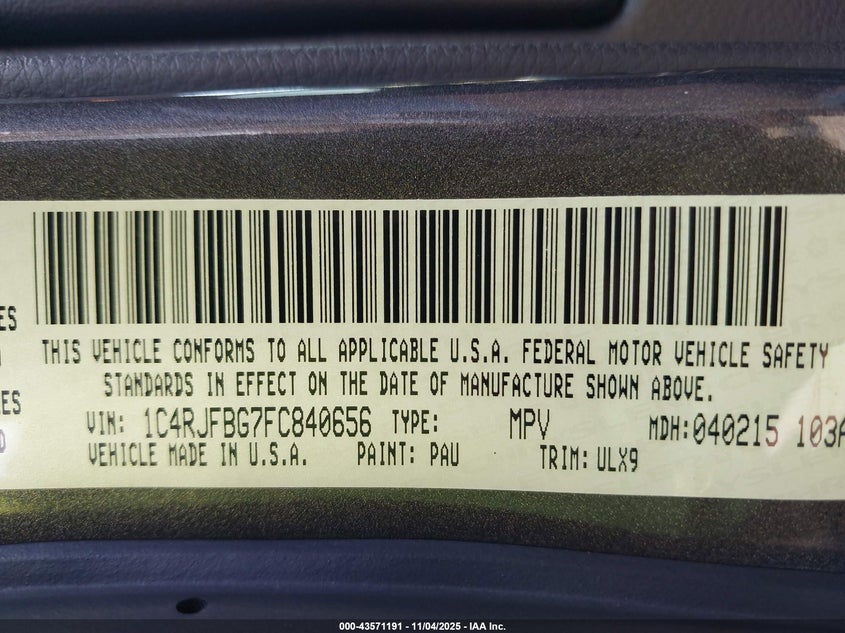 ES
THIS VEHICLE CONFORMS TO ALL APPLICABLE U.S.A. FEDERAL MOTOR VEHICLE SAFETY
STANDARDS IN EFFECT ON THE DATE OF MANUFACTURE SHOWN ABOVE.
ES
VIN: 1C4RJFBG7FC840656 TYPE: MPV MDH:040215 103A
D
VEHICLE MADE IN U.S.A. PAINT: PAU TRIM: ULX9
000-43571191 - 11/04/2025 - IAA Inc.